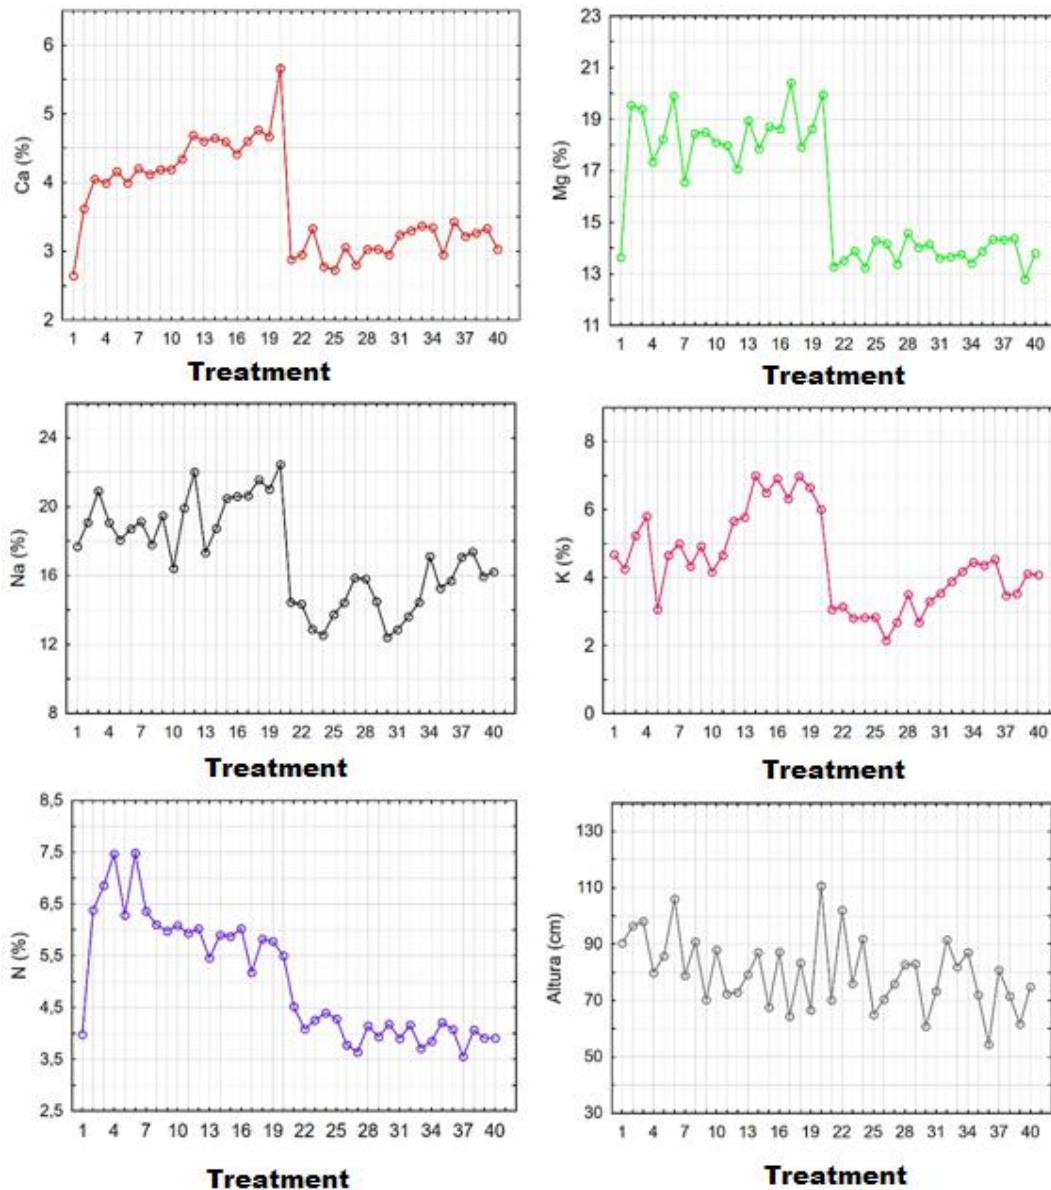 6
5
4
3
2
Ca (%)
1 4 7 10 13 16 19 22 25 28 31 34 37 40
Treatment
23
21
19
17
15
13
11
Mg (%)
1 4 7 10 13 16 19 22 25 28 31 34 37 40
Treatment
24
20
16
12
8
Na (%)
1 4 7 10 13 16 19 22 25 28 31 34 37 40
Treatment
8
6
4
2
0
K (%)
1 4 7 10 13 16 19 22 25 28 31 34 37 40
Treatment
8,5
7,5
6,5
5,5
4,5
3,5
2,5
N (%)
1 4 7 10 13 16 19 22 25 28 31 34 37 40
Treatment
130
110
90
70
50
30
Altura (cm)
1 4 7 10 13 16 19 22 25 28 31 34 37 40
Treatment